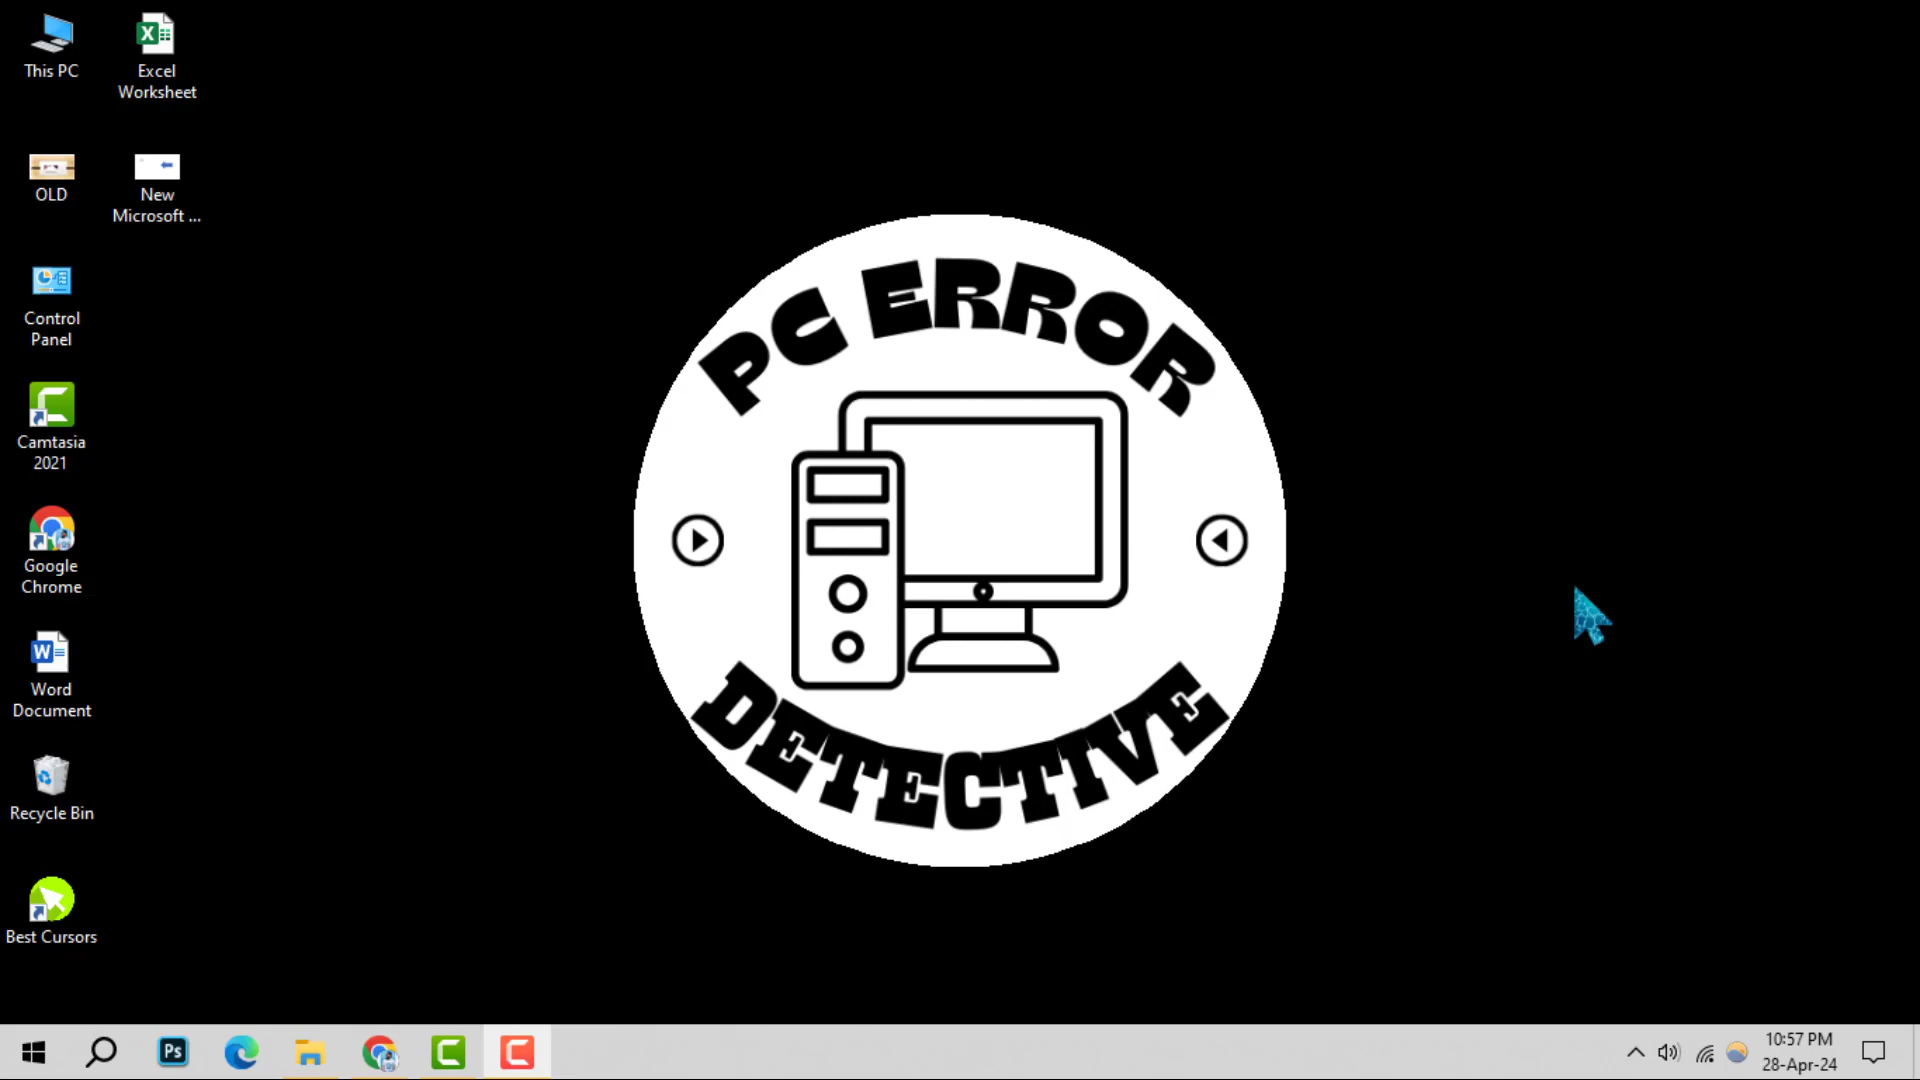 This PC
Excel
Worksheet
OLD
New
Microsoft ...
Control
Panel
Camtasia
2021
Google
Chrome
Word
Document
Recycle Bin
Best Cursors
PC ERROR
DETECTIVE
Ps
10:57 PM
28-Apr-24